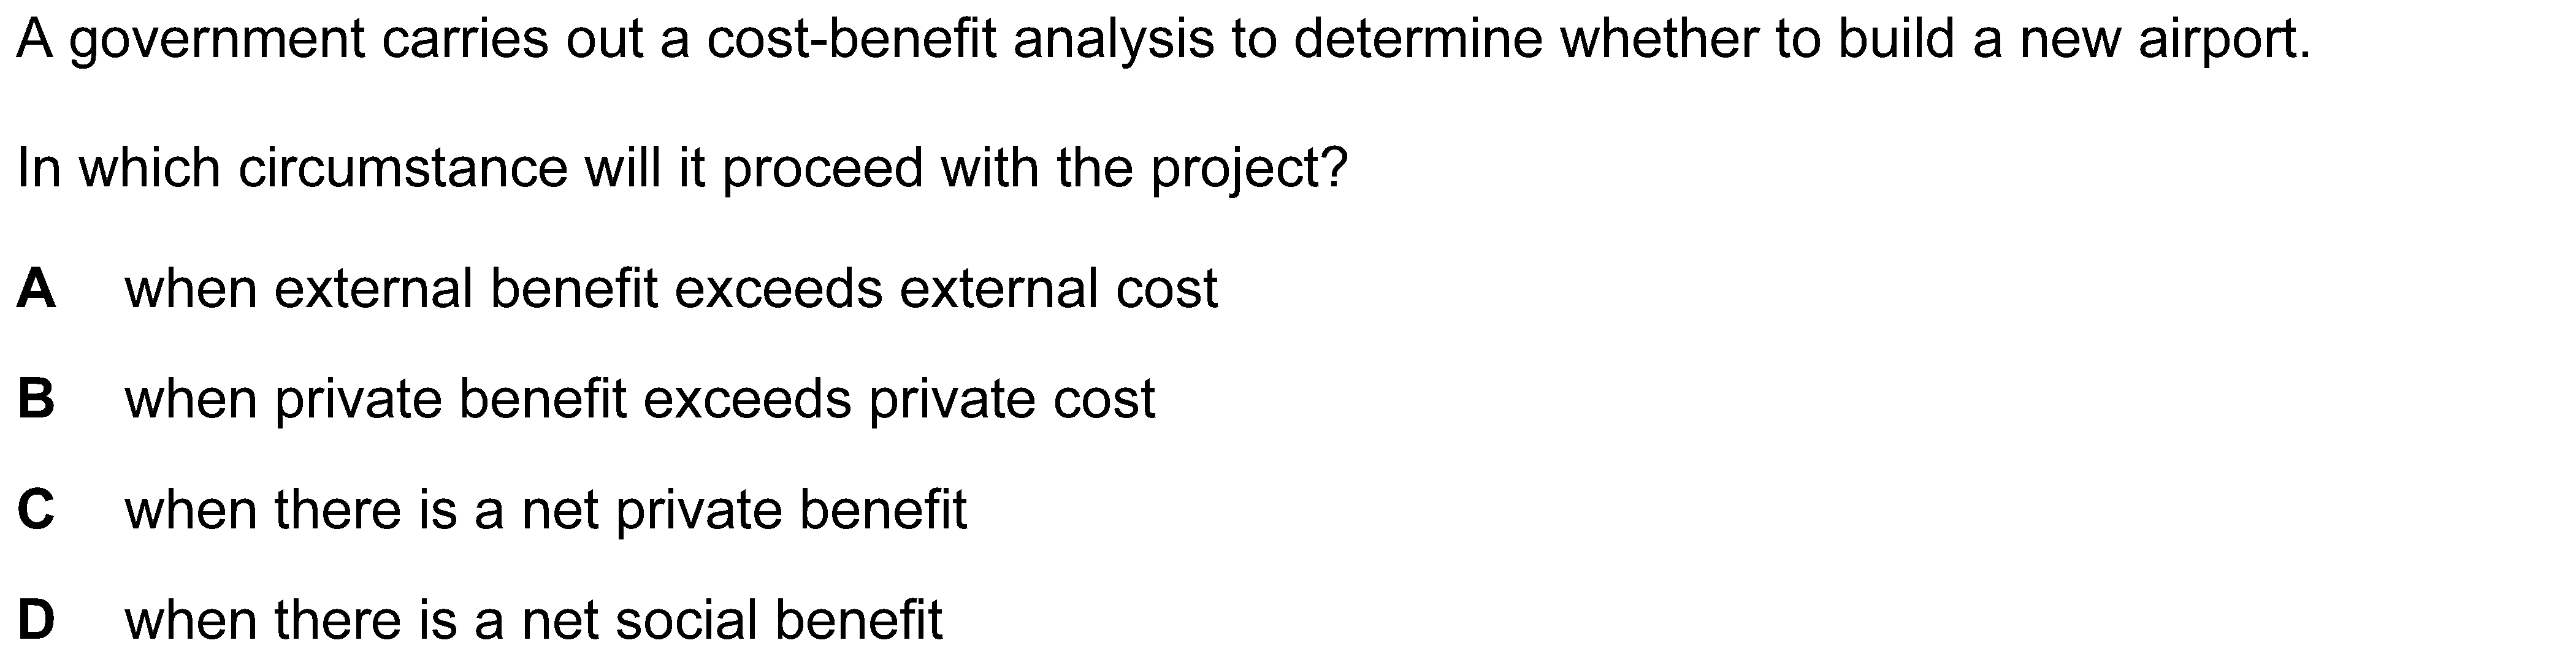 A government carries out a cost-benefit analysis to determine whether to build a new airport.
In which circumstance will it proceed with the project?
A when external benefit exceeds external cost
B when private benefit exceeds private cost
C when there is a net private benefit
D when there is a net social benefit